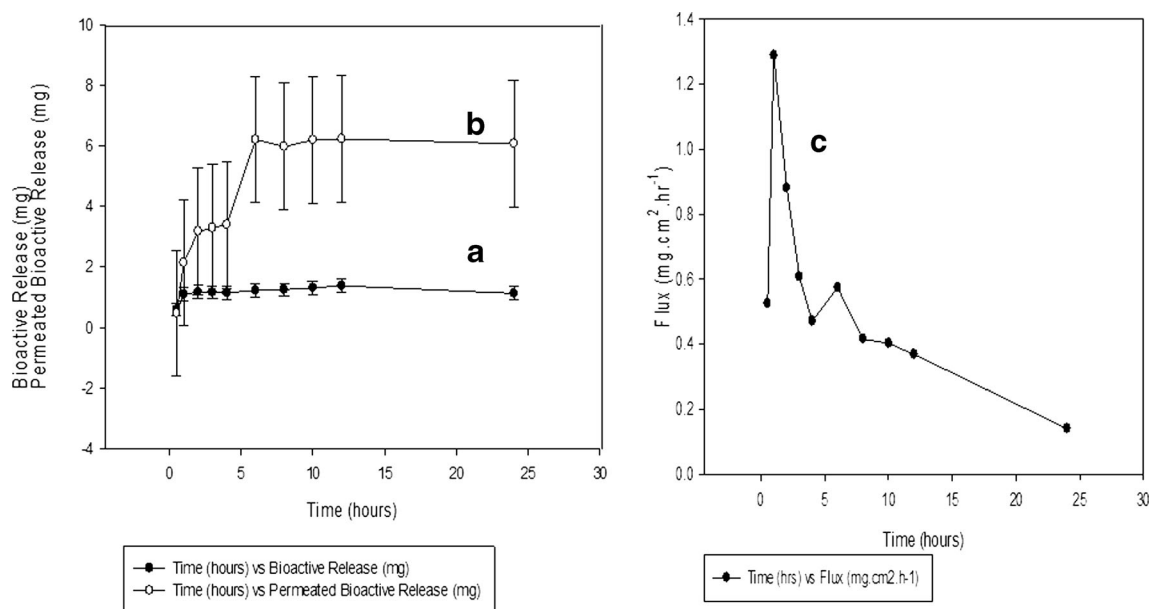 Bioactive Release (mg)
Permeated Bioactive Release (mg)
10
8
6
4
2
0
-2
-4
b
a
0 5 10 15 20 25 30
Time (hours)
Time (hours) vs Bioactive Release (mg)
Time (hours) vs Permeated Bioactive Release (mg)
Flux (mg.cm².hr⁻¹)
1.4
1.2
1.0
0.8
0.6
0.4
0.2
0.0
c
0 5 10 15 20 25 30
Time (hours)
Time (hrs) vs Flux (mg.cm2.h-1)